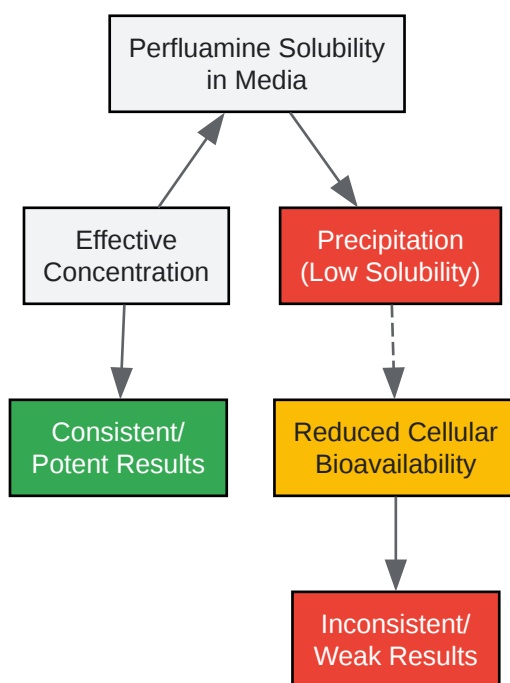 Perfluamine Solubility
in Media
Effective
Concentration
Precipitation
(Low Solubility)
Consistent/
Potent Results
Reduced Cellular
Bioavailability
Inconsistent/
Weak Results